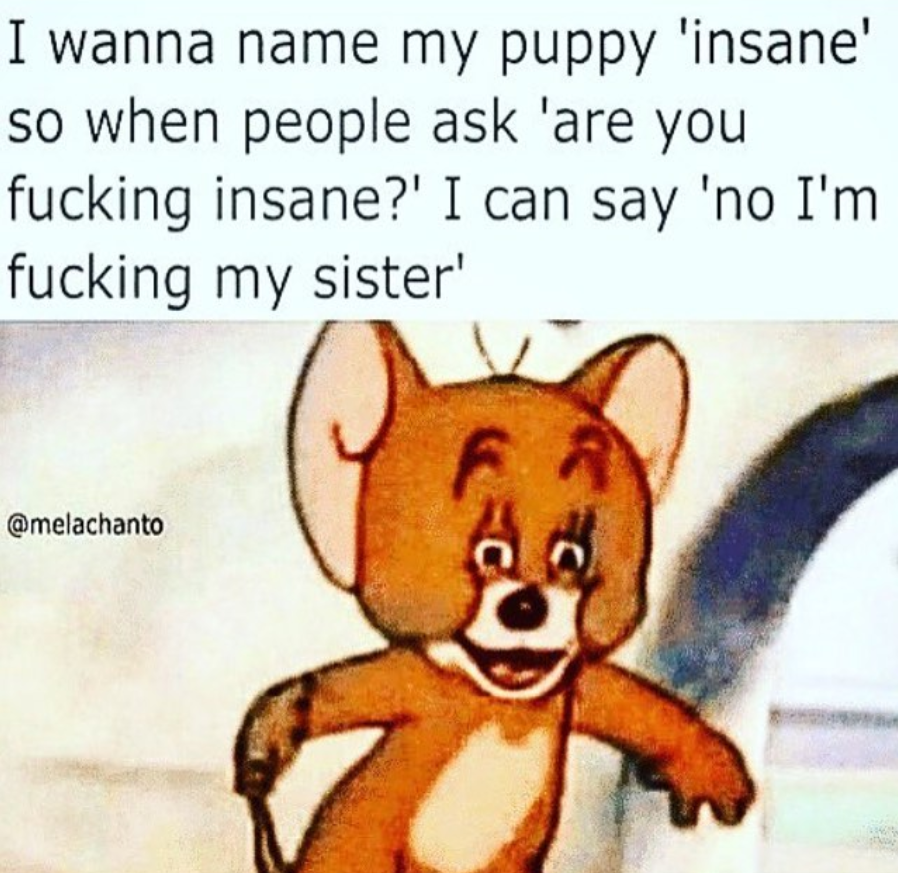 I wanna name my puppy 'insane'
so when people ask 'are you
fucking insane?' I can say 'no I'm
fucking my sister'
@melachanto